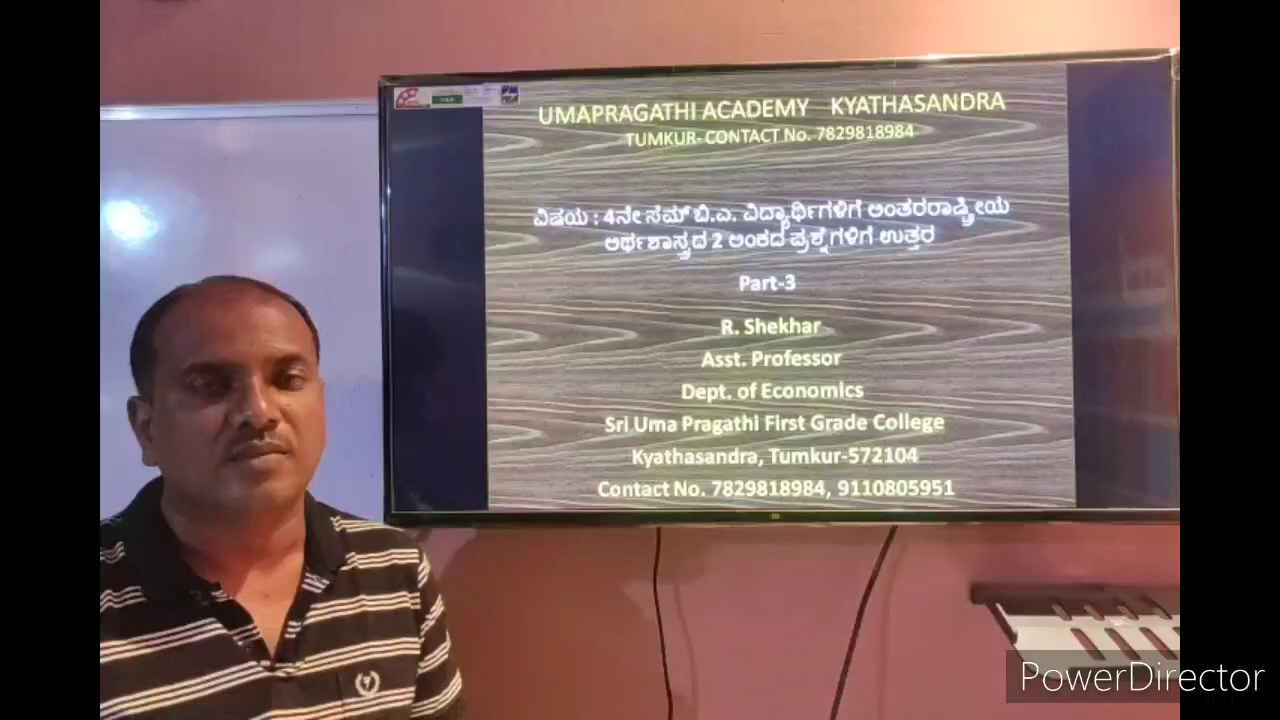 UMAPRAGATHI ACADEMY KYATHASANDRA
TUMKUR- CONTACT No. 7829818984
ವಿಷಯ : 4ನೇ ಸೆಮ್ ಬಿ.ಎ. ವಿದ್ಯಾರ್ಥಿಗಳಿಗೆ ಅಂತರರಾಷ್ಟ್ರೀಯ
ಅರ್ಥಶಾಸ್ತ್ರದ 2 ಅಂಕದ ಪ್ರಶ್ನೆಗಳಿಗೆ ಉತ್ತರ
Part-3
R. Shekhar
Asst. Professor
Dept. of Economics
Sri Uma Pragathi First Grade College
Kyathasandra, Tumkur-572104
Contact No. 7829818984, 9110805951
PowerDirector